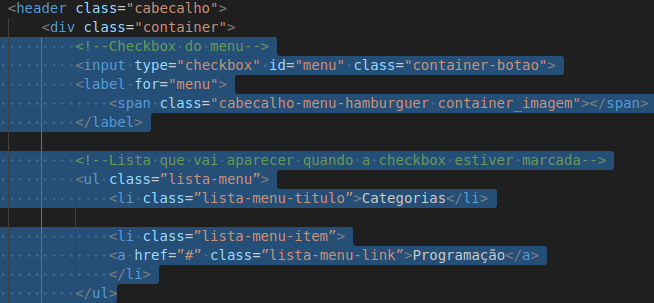 <header class="cabecalho">
<div class="container">
<!--Checkbox do menu-->
<input type="checkbox" id="menu" class="container-botao">
<label for="menu">
<span class="cabecalho-menu-hamburguer container_imagem"></span>
</label>
<!--Lista que vai aparecer quando a checkbox estiver marcada-->
<ul class=”lista-menu”>
<li class=”lista-menu-titulo”>Categorias</li>
<li class=”lista-menu-item”>
<a href=”#” class=”lista-menu-link”>Programação</a>
</li>
</ul>